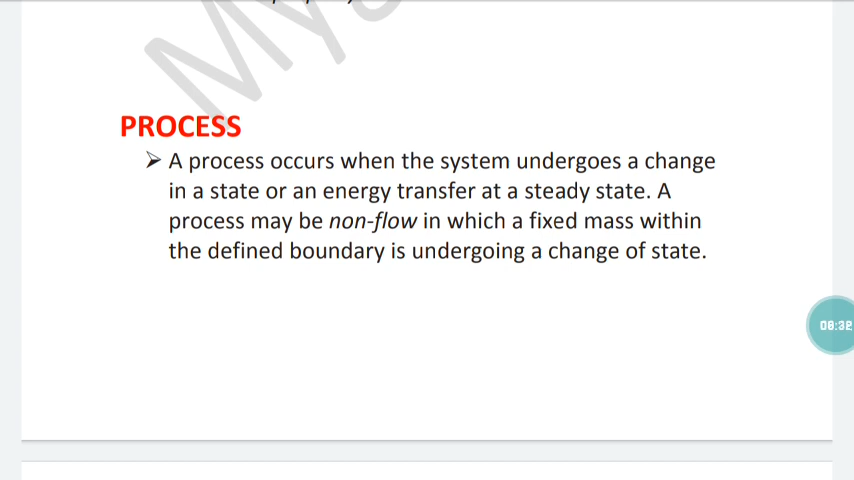 PROCESS
➢ A process occurs when the system undergoes a change
in a state or an energy transfer at a steady state. A
process may be non-flow in which a fixed mass within
the defined boundary is undergoing a change of state.
08:32